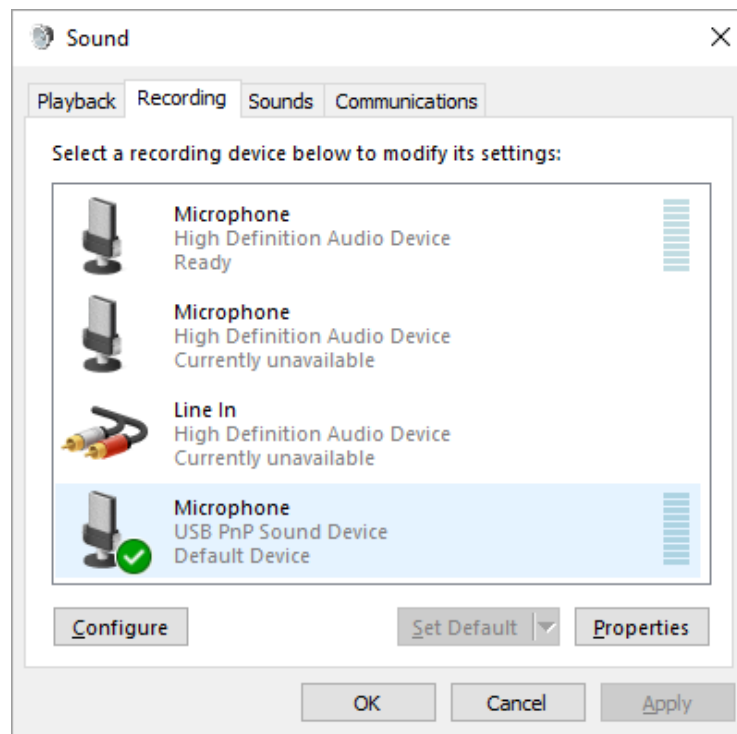 Sound
Playback Recording Sounds Communications
Select a recording device below to modify its settings:
Microphone
High Definition Audio Device
Ready
Microphone
High Definition Audio Device
Currently unavailable
Line In
High Definition Audio Device
Currently unavailable
Microphone
USB PnP Sound Device
Default Device
Configure Set Default Properties
OK Cancel Apply